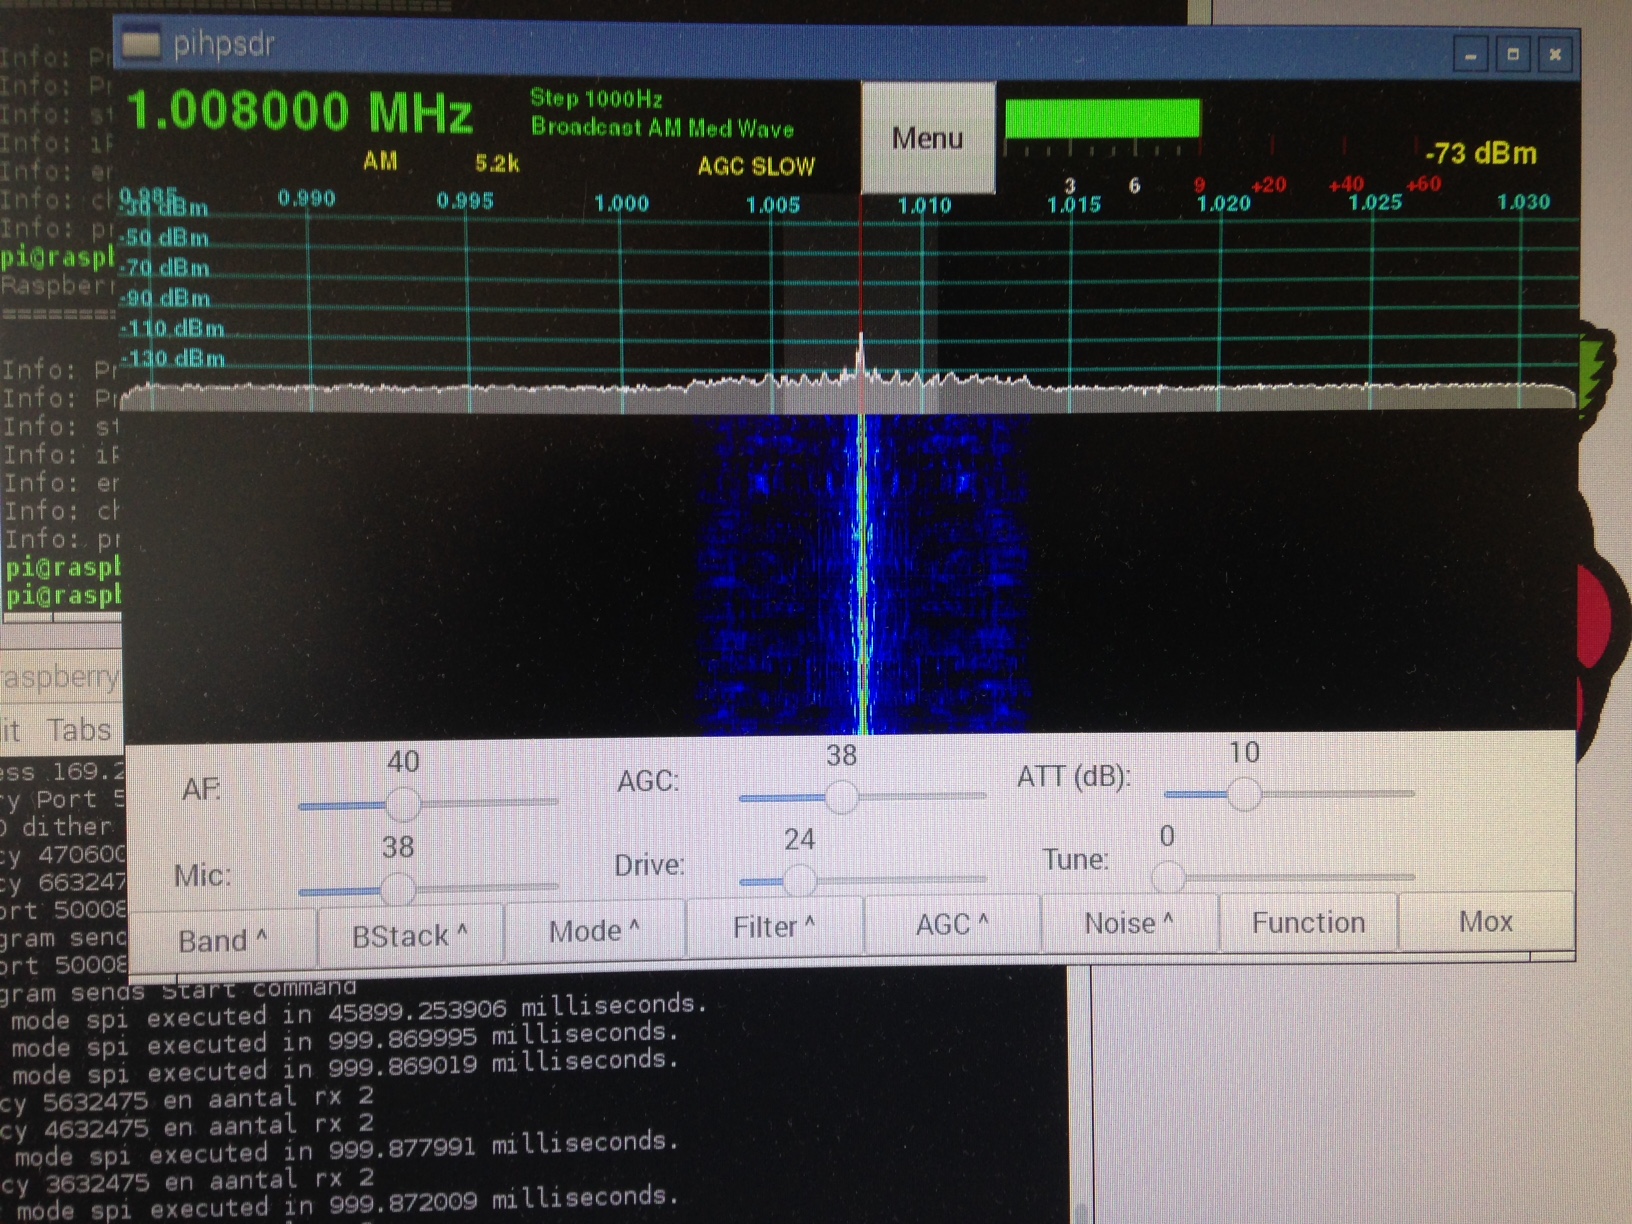 pihpsdr
1.008000 MHz
Step 1000Hz
Broadcast AM Med Wave
AM 5.2k AGC SLOW
Menu
-73 dBm
3 6 9 +20 +40 +60
0.985 0.990 0.995 1.000 1.005 1.010 1.015 1.020 1.025 1.030
-30 dBm
-50 dBm
-70 dBm
-90 dBm
-110 dBm
-130 dBm
Info: Pr
Info: Pr
Info: st
Info: iF
Info: er
Info: ch
Info: pr
pi@raspb
Raspberr
========
Info: Pr
Info: Pr
Info: st
Info: iF
Info: er
Info: ch
Info: pr
pi@raspb
pi@raspb
raspberry
it Tabs
AF: 40 AGC: 38 ATT (dB): 10
Mic: 38 Drive: 24 Tune: 0
Band ^ BStack ^ Mode ^ Filter ^ AGC ^ Noise ^ Function Mox
ess 169.2
ry Port 5
dither
cy 470600
cy 663247
ort 50008
gram send
ort 50008
gram sends Start command
mode spi executed in 45899.253906 milliseconds.
mode spi executed in 999.869995 milliseconds.
mode spi executed in 999.869019 milliseconds.
cy 5632475 en aantal rx 2
cy 4632475 en aantal rx 2
mode spi executed in 999.877991 milliseconds.
cy 3632475 en aantal rx 2
mode spi executed in 999.872009 milliseconds.